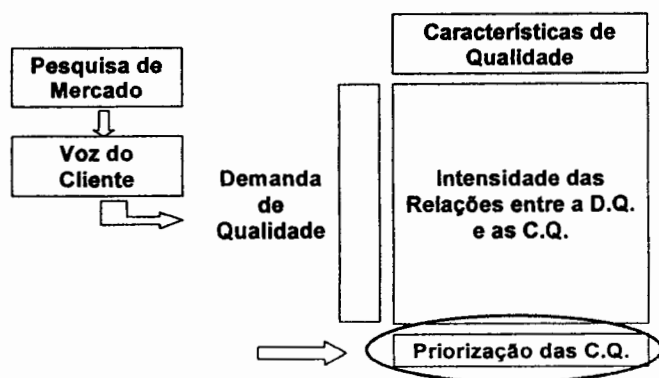 Características de
Qualidade
Pesquisa de
Mercado
Voz do
Cliente
Demanda
de
Qualidade
Intensidade das
Relações entre a D.Q.
e as C.Q.
Priorização das C.Q.